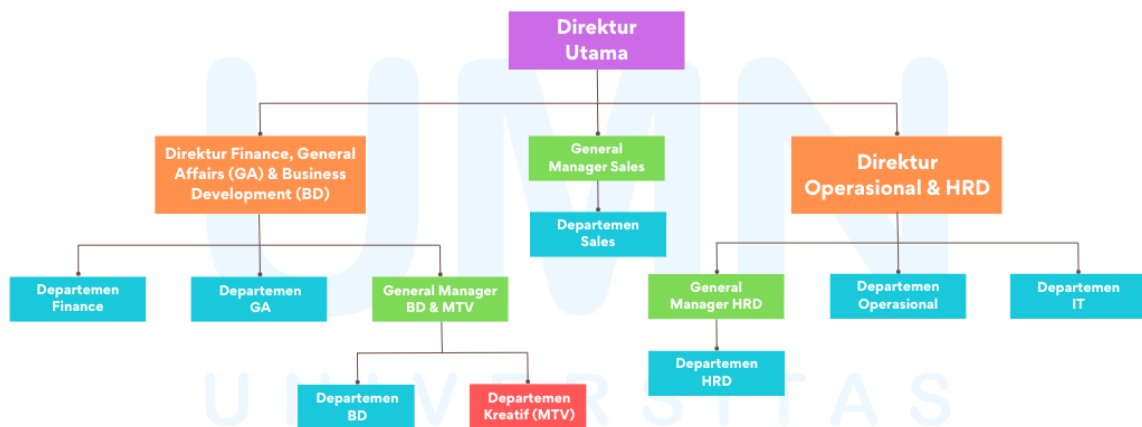 Direktur
Utama
Direktur Finance, General
Affairs (GA) & Business
Development (BD)
General
Manager Sales
Direktur
Operasional & HRD
Departemen
Sales
Departemen
Finance
Departemen
GA
General Manager
BD & MTV
General
Manager HRD
Departemen
Operasional
Departemen
IT
Departemen
HRD
Departemen
BD
Departemen
Kreatif (MTV)
UMN
UNIVERSITAS